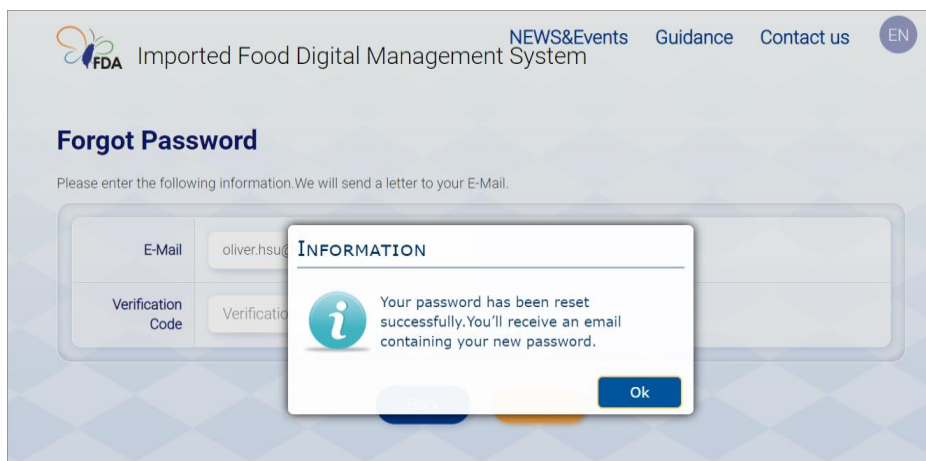 NEWS&Events Guidance Contact us EN
FDA Imported Food Digital Management System
Forgot Password
Please enter the following information.We will send a letter to your E-Mail.
E-Mail oliver.hsu@
INFORMATION
Verification
Code
Verificatio
Your password has been reset
successfully.You'll receive an email
containing your new password.
Ok